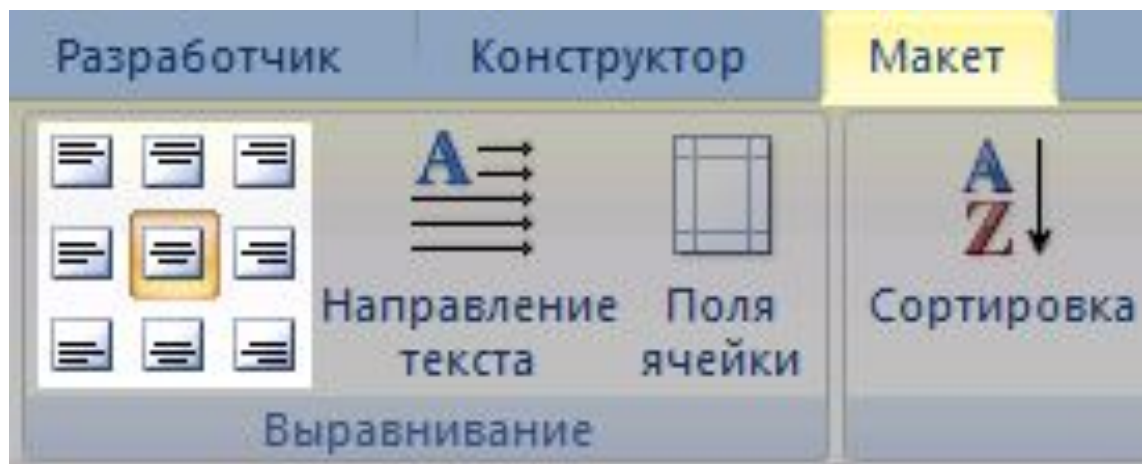 Разработчик Конструктор Макет
A
A
Z
Направление
текста
Поля
ячейки
Сортировка
Выравнивание